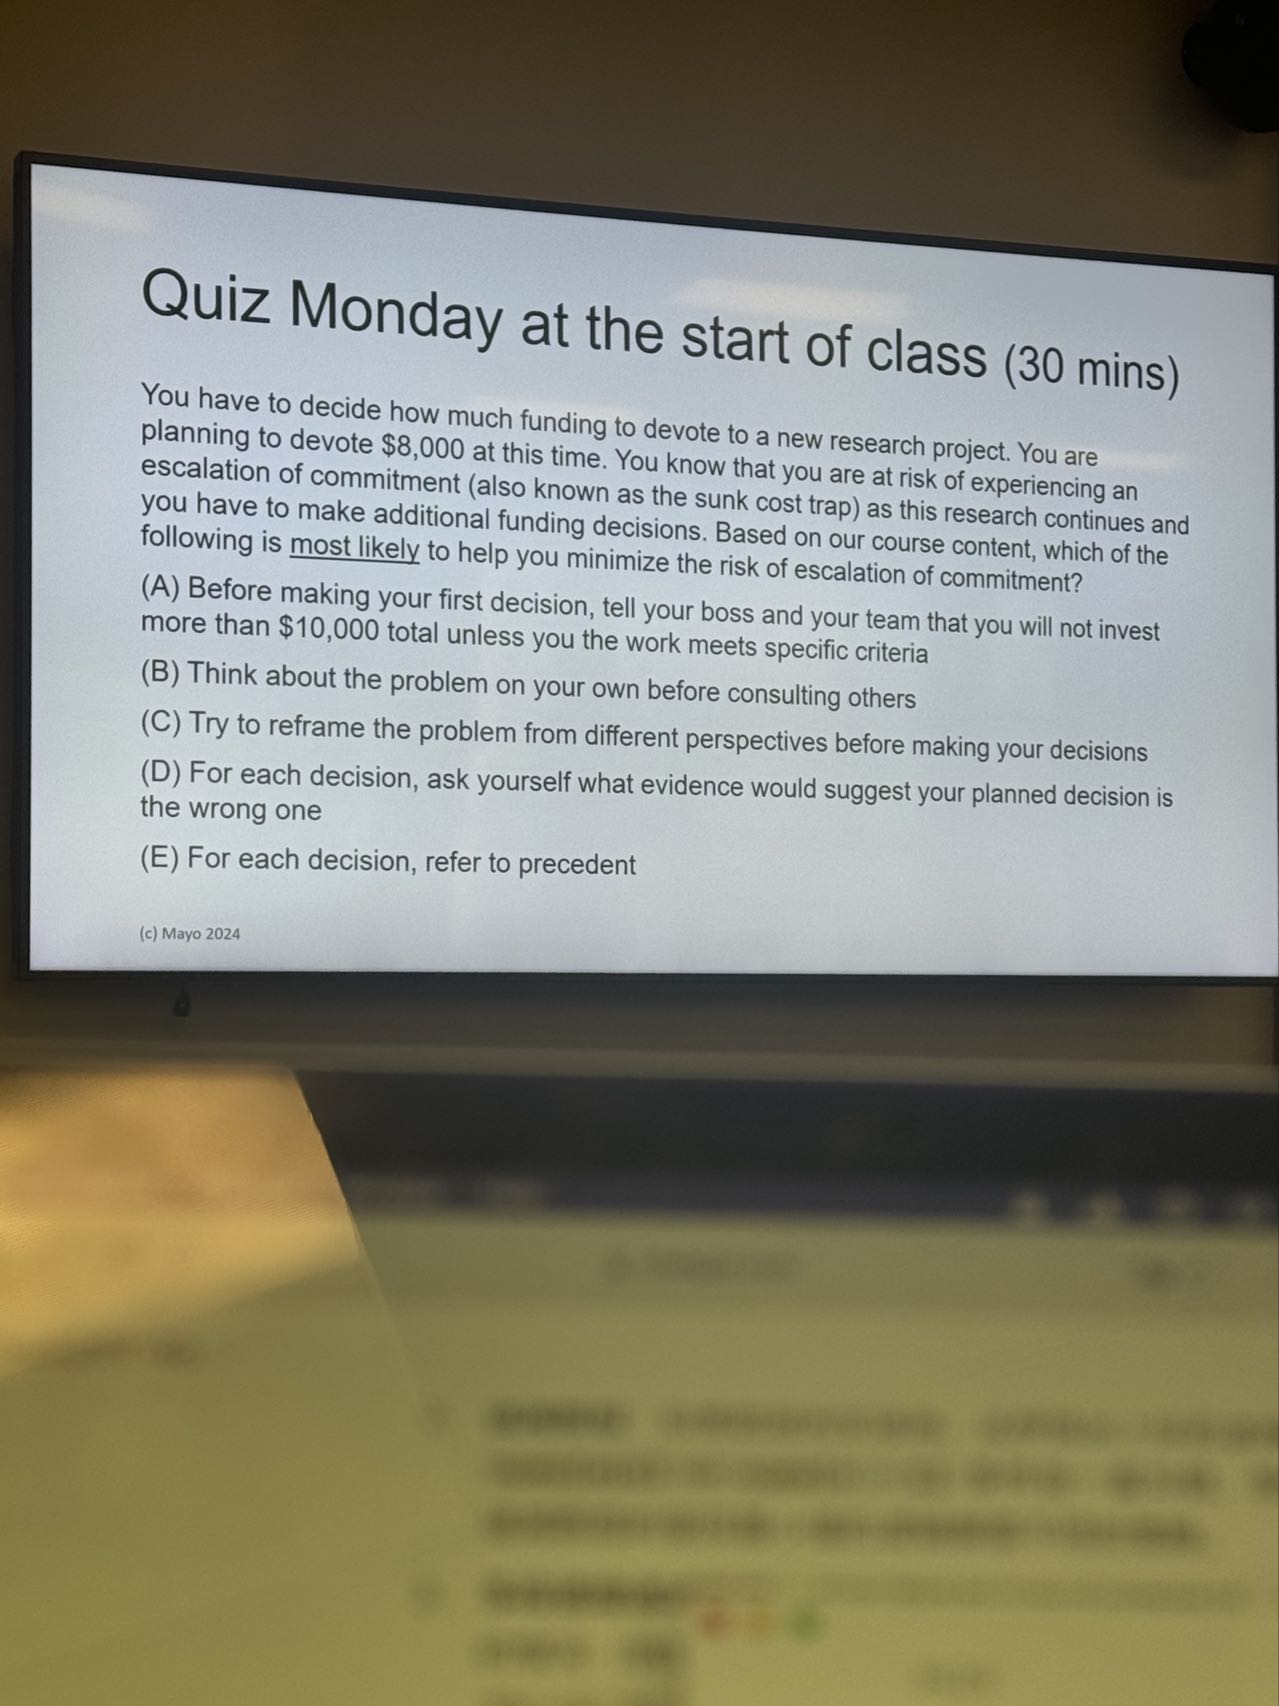 Quiz Monday at the start of class (30 mins)
You have to decide how much funding to devote to a new research project. You are
planning to devote $8,000 at this time. You know that you are at risk of experiencing an
escalation of commitment (also known as the sunk cost trap) as this research continues and
you have to make additional funding decisions. Based on our course content, which of the
following is most likely to help you minimize the risk of escalation of commitment?
(A) Before making your first decision, tell your boss and your team that you will not invest
more than $10,000 total unless you the work meets specific criteria
(B) Think about the problem on your own before consulting others
(C) Try to reframe the problem from different perspectives before making your decisions
(D) For each decision, ask yourself what evidence would suggest your planned decision is
the wrong one
(E) For each decision, refer to precedent
(c) Mayo 2024